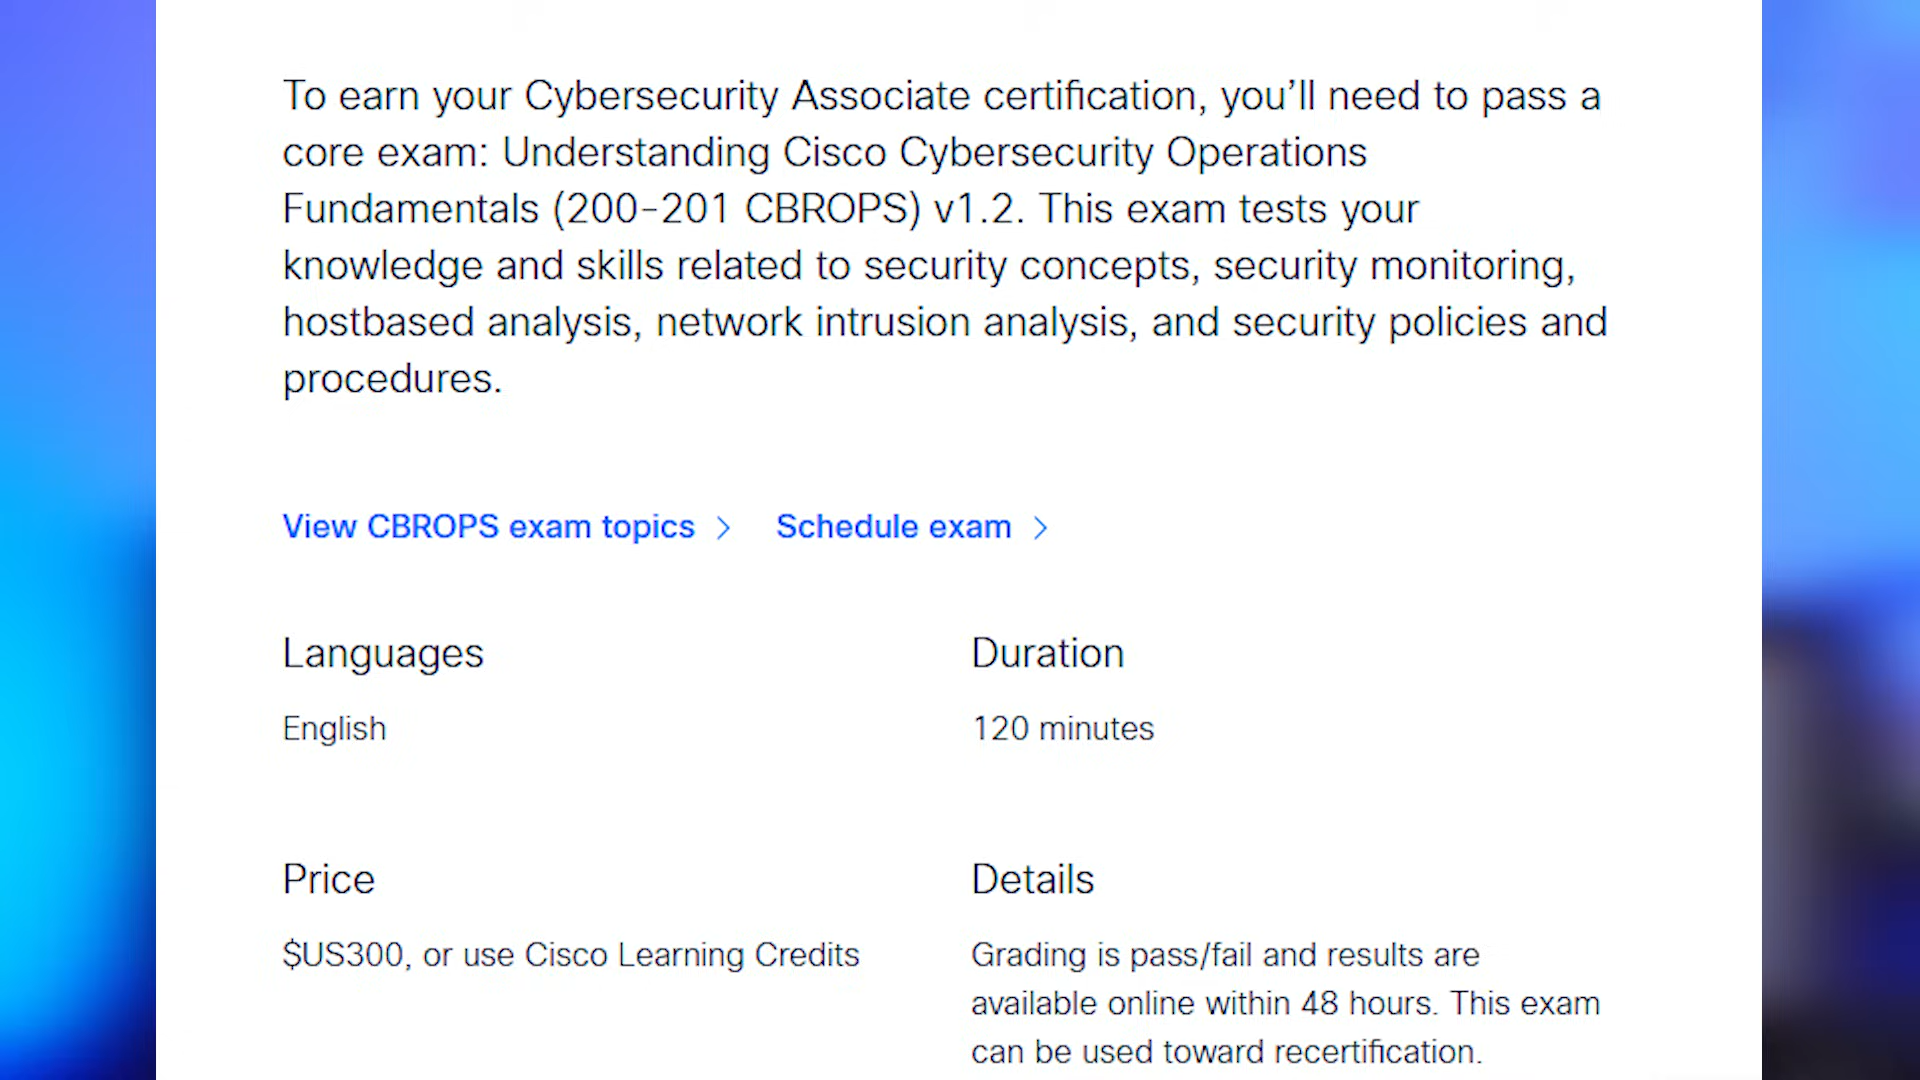 To earn your Cybersecurity Associate certification, you’ll need to pass a
core exam: Understanding Cisco Cybersecurity Operations
Fundamentals (200-201 CBROPS) v1.2. This exam tests your
knowledge and skills related to security concepts, security monitoring,
hostbased analysis, network intrusion analysis, and security policies and
procedures.
View CBROPS exam topics
Schedule exam
Languages
English
Duration
120 minutes
Price
$US300, or use Cisco Learning Credits
Details
Grading is pass/fail and results are
available online within 48 hours. This exam
can be used toward recertification.